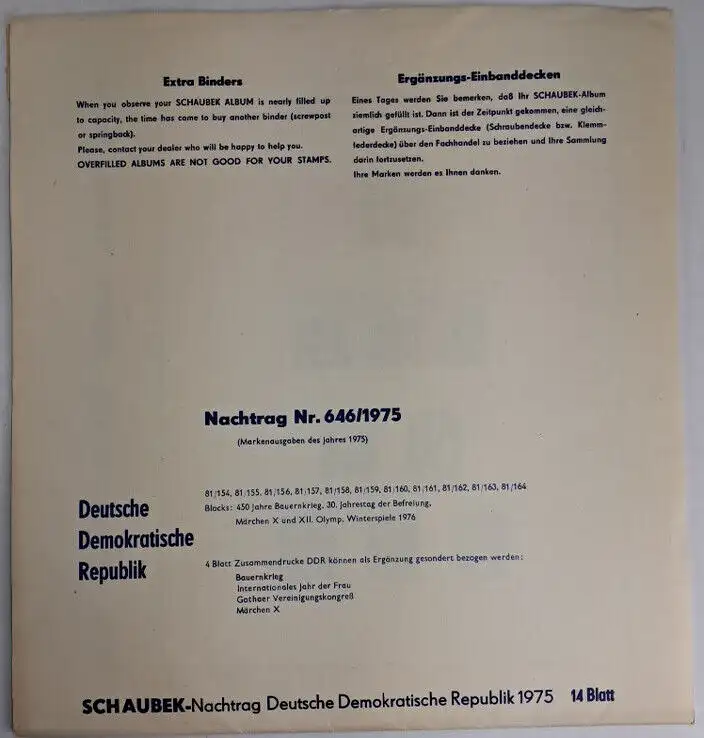 Extra Binders
When you observe your SCHAUBEK ALBUM is nearly filled up
to capacity, the time has come to buy another binder (screwpost
or springback).
Please, contact your dealer who will be happy to help you.
OVERFILLED ALBUMS ARE NOT GOOD FOR YOUR STAMPS.
Ergänzungs-Einbanddecken
Eines Tages werden Sie bemerken, daß Ihr SCHAUBEK-Album
ziemlich gefüllt ist. Dann ist der Zeitpunkt gekommen, eine gleich-
artige Ergänzungs-Einbanddecke (Schraubendecke bzw. Klemm-
lederdecke) über den Fachhandel zu beziehen und Ihre Sammlung
darin fortzusetzen.
Ihre Marken werden es Ihnen danken.
Nachtrag Nr. 646/1975
(Markenausgaben des Jahres 1975)
81/154, 81/155, 81/156, 81/157, 81/158, 81/159, 81/160, 81/161, 81/162, 81/163, 81/164
Blocks: 450 Jahre Bauernkrieg, 30. Jahrestag der Befreiung,
Märchen X und XII. Olymp. Winterspiele 1976
Deutsche
Demokratische
Republik
4 Blatt Zusammendrucke DDR können als Ergänzung gesondert bezogen werden:
Bauernkrieg
Internationales Jahr der Frau
Gothaer Vereinigungskongreß
Märchen X
SCHAUBEK-Nachtrag Deutsche Demokratische Republik 1975 14 Blatt